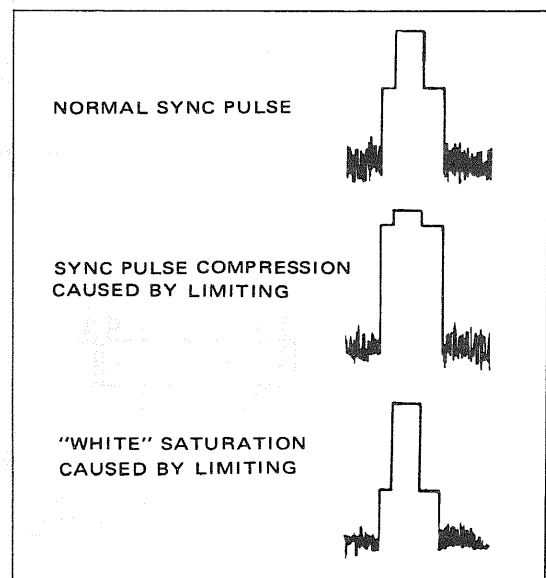 NORMAL SYNC PULSE
SYNC PULSE COMPRESSION
CAUSED BY LIMITING
"WHITE" SATURATION
CAUSED BY LIMITING